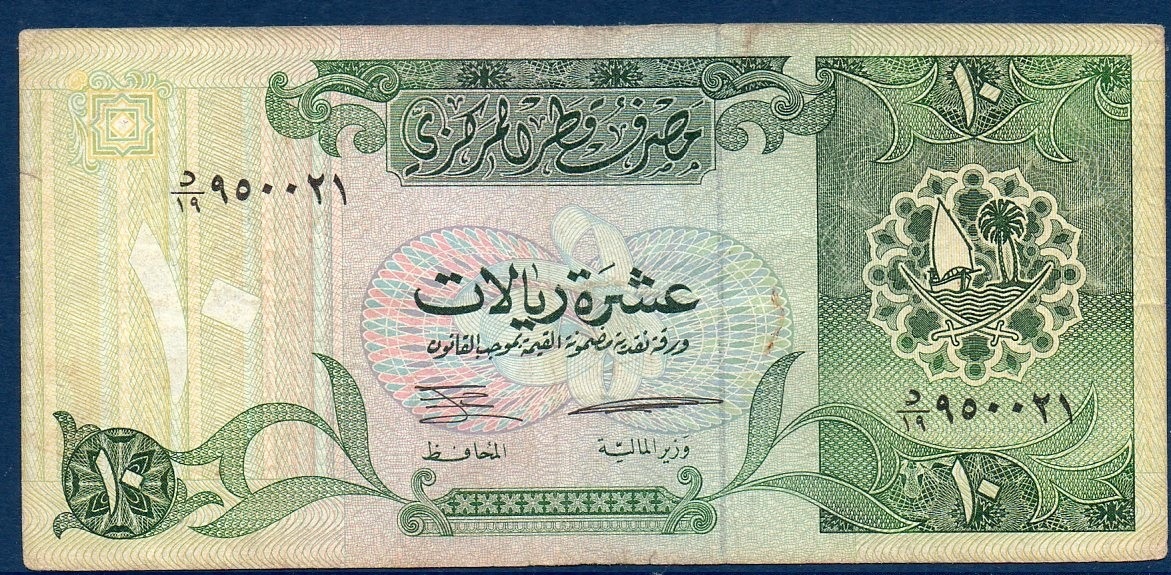 ١٠
مصرف قطر المركزي
د/١٩ ٩٥٠٠٢١
١٠
عشرة ريالات
ورقة نقدية مضمونة القيمة بموجب القانون
د/١٩ ٩٥٠٠٢١
وزير المالية
المحافظ
١٠
١٠